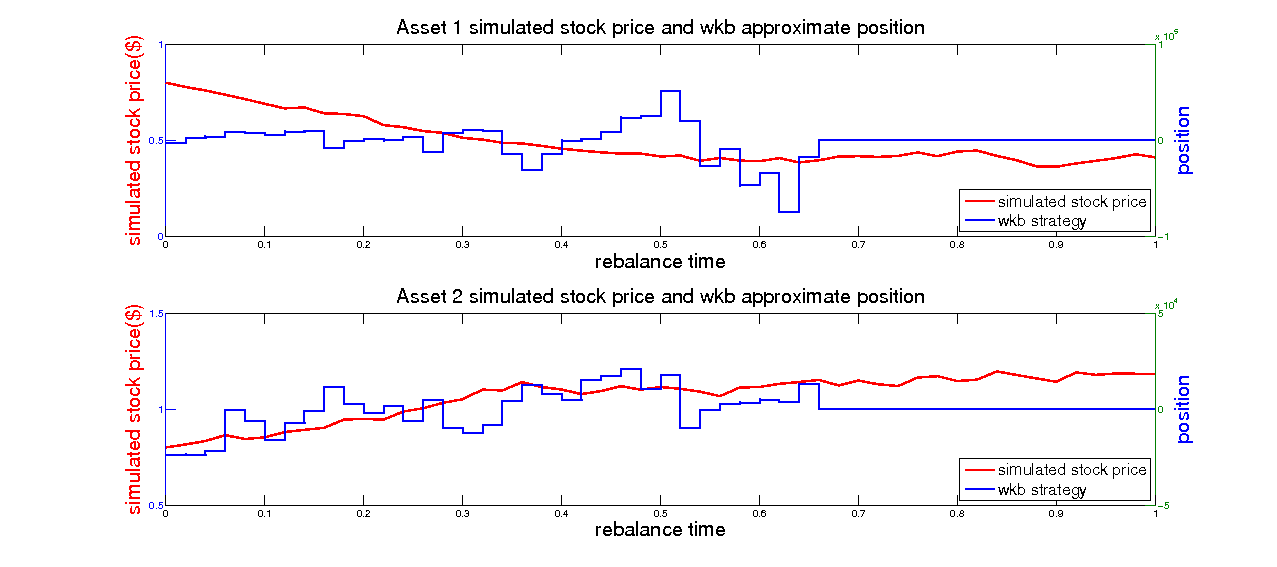 Asset 1 simulated stock price and wkb approximate position
x 10^5
1 1
0.5 0
0 -1
simulated stock price($)
position
simulated stock price
wkb strategy
0 0.1 0.2 0.3 0.4 0.5 0.6 0.7 0.8 0.9 1
rebalance time
Asset 2 simulated stock price and wkb approximate position
x 10^4
1.5 5
1 0
0.5 -5
simulated stock price($)
position
simulated stock price
wkb strategy
0 0.1 0.2 0.3 0.4 0.5 0.6 0.7 0.8 0.9 1
rebalance time